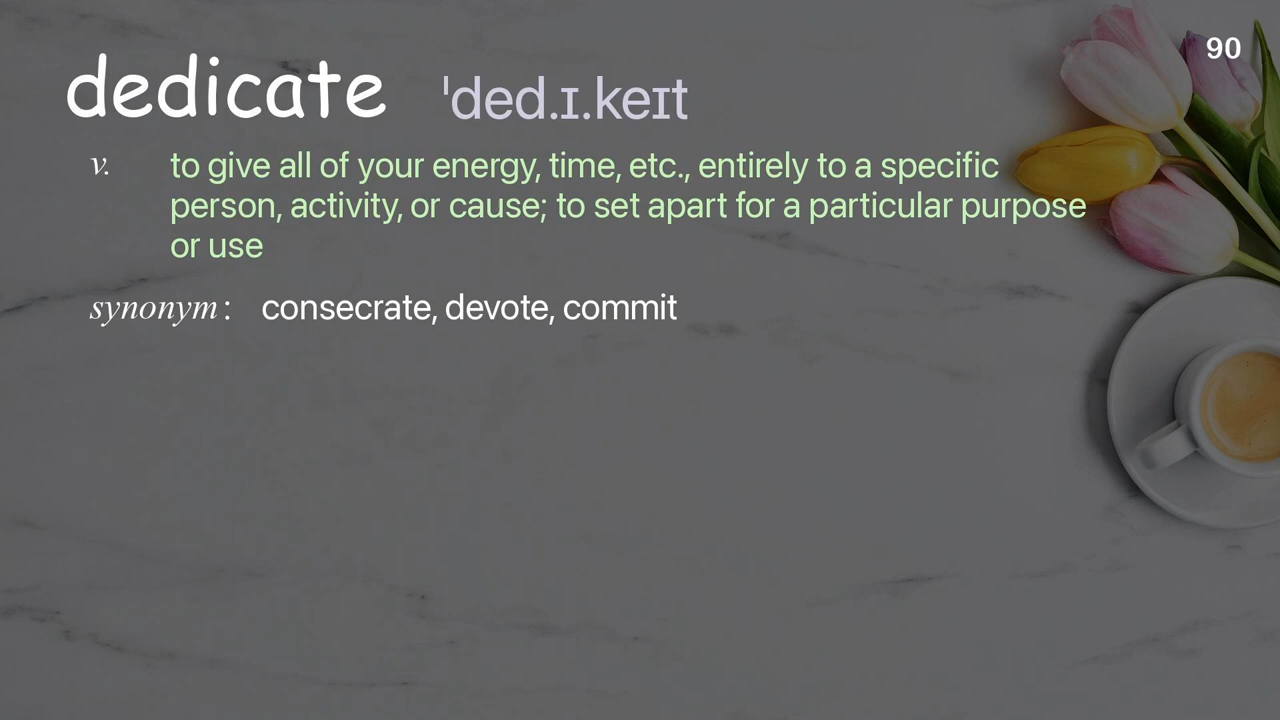 90
dedicate ˈded.ɪ.keɪt
v. to give all of your energy, time, etc., entirely to a specific
person, activity, or cause; to set apart for a particular purpose
or use
synonym: consecrate, devote, commit